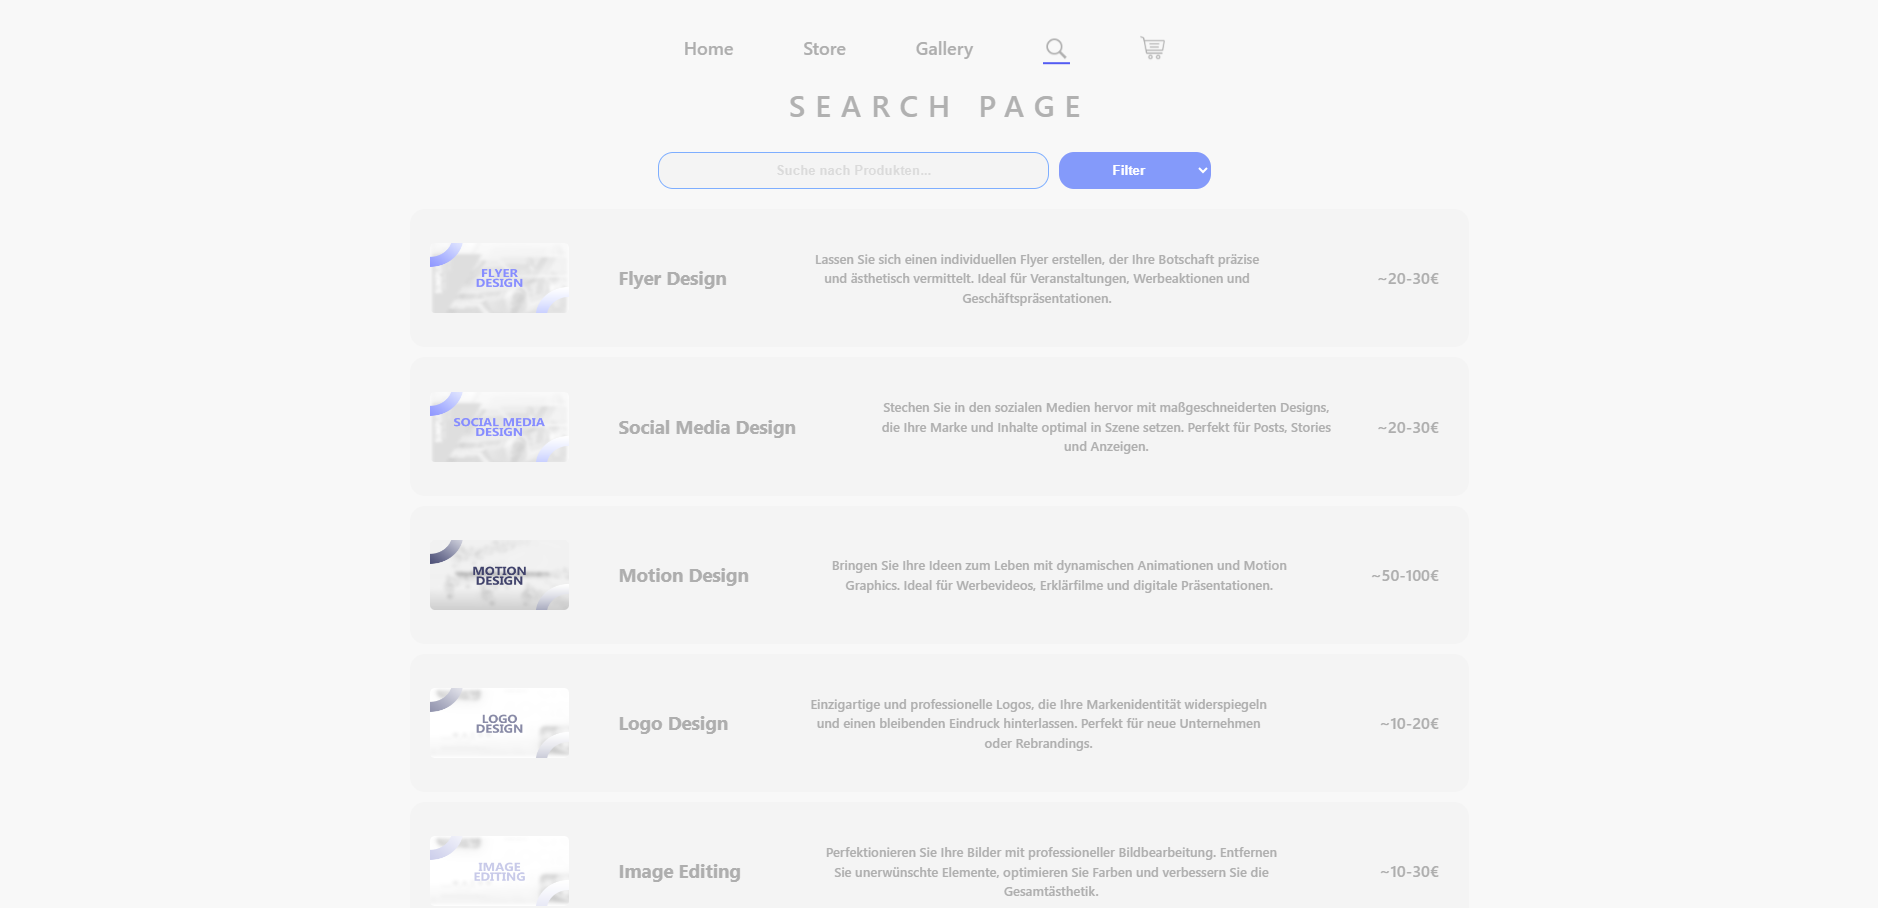 Home Store Gallery
SEARCH PAGE
Suche nach Produkten... Filter
FLYER
DESIGN
Flyer Design
Lassen Sie sich einen individuellen Flyer erstellen, der Ihre Botschaft präzise
und ästhetisch vermittelt. Ideal für Veranstaltungen, Werbeaktionen und
Geschäftspräsentationen.
~20-30€
SOCIAL MEDIA
DESIGN
Social Media Design
Stechen Sie in den sozialen Medien hervor mit maßgeschneiderten Designs,
die Ihre Marke und Inhalte optimal in Szene setzen. Perfekt für Posts, Stories
und Anzeigen.
~20-30€
MOTION
DESIGN
Motion Design
Bringen Sie Ihre Ideen zum Leben mit dynamischen Animationen und Motion
Graphics. Ideal für Werbevideos, Erklärfilme und digitale Präsentationen.
~50-100€
LOGO
DESIGN
Logo Design
Einzigartige und professionelle Logos, die Ihre Markenidentität widerspiegeln
und einen bleibenden Eindruck hinterlassen. Perfekt für neue Unternehmen
oder Rebrandings.
~10-20€
IMAGE
EDITING
Image Editing
Perfektionieren Sie Ihre Bilder mit professioneller Bildbearbeitung. Entfernen
Sie unerwünschte Elemente, optimieren Sie Farben und verbessern Sie die
Gesamtästhetik.
~10-30€